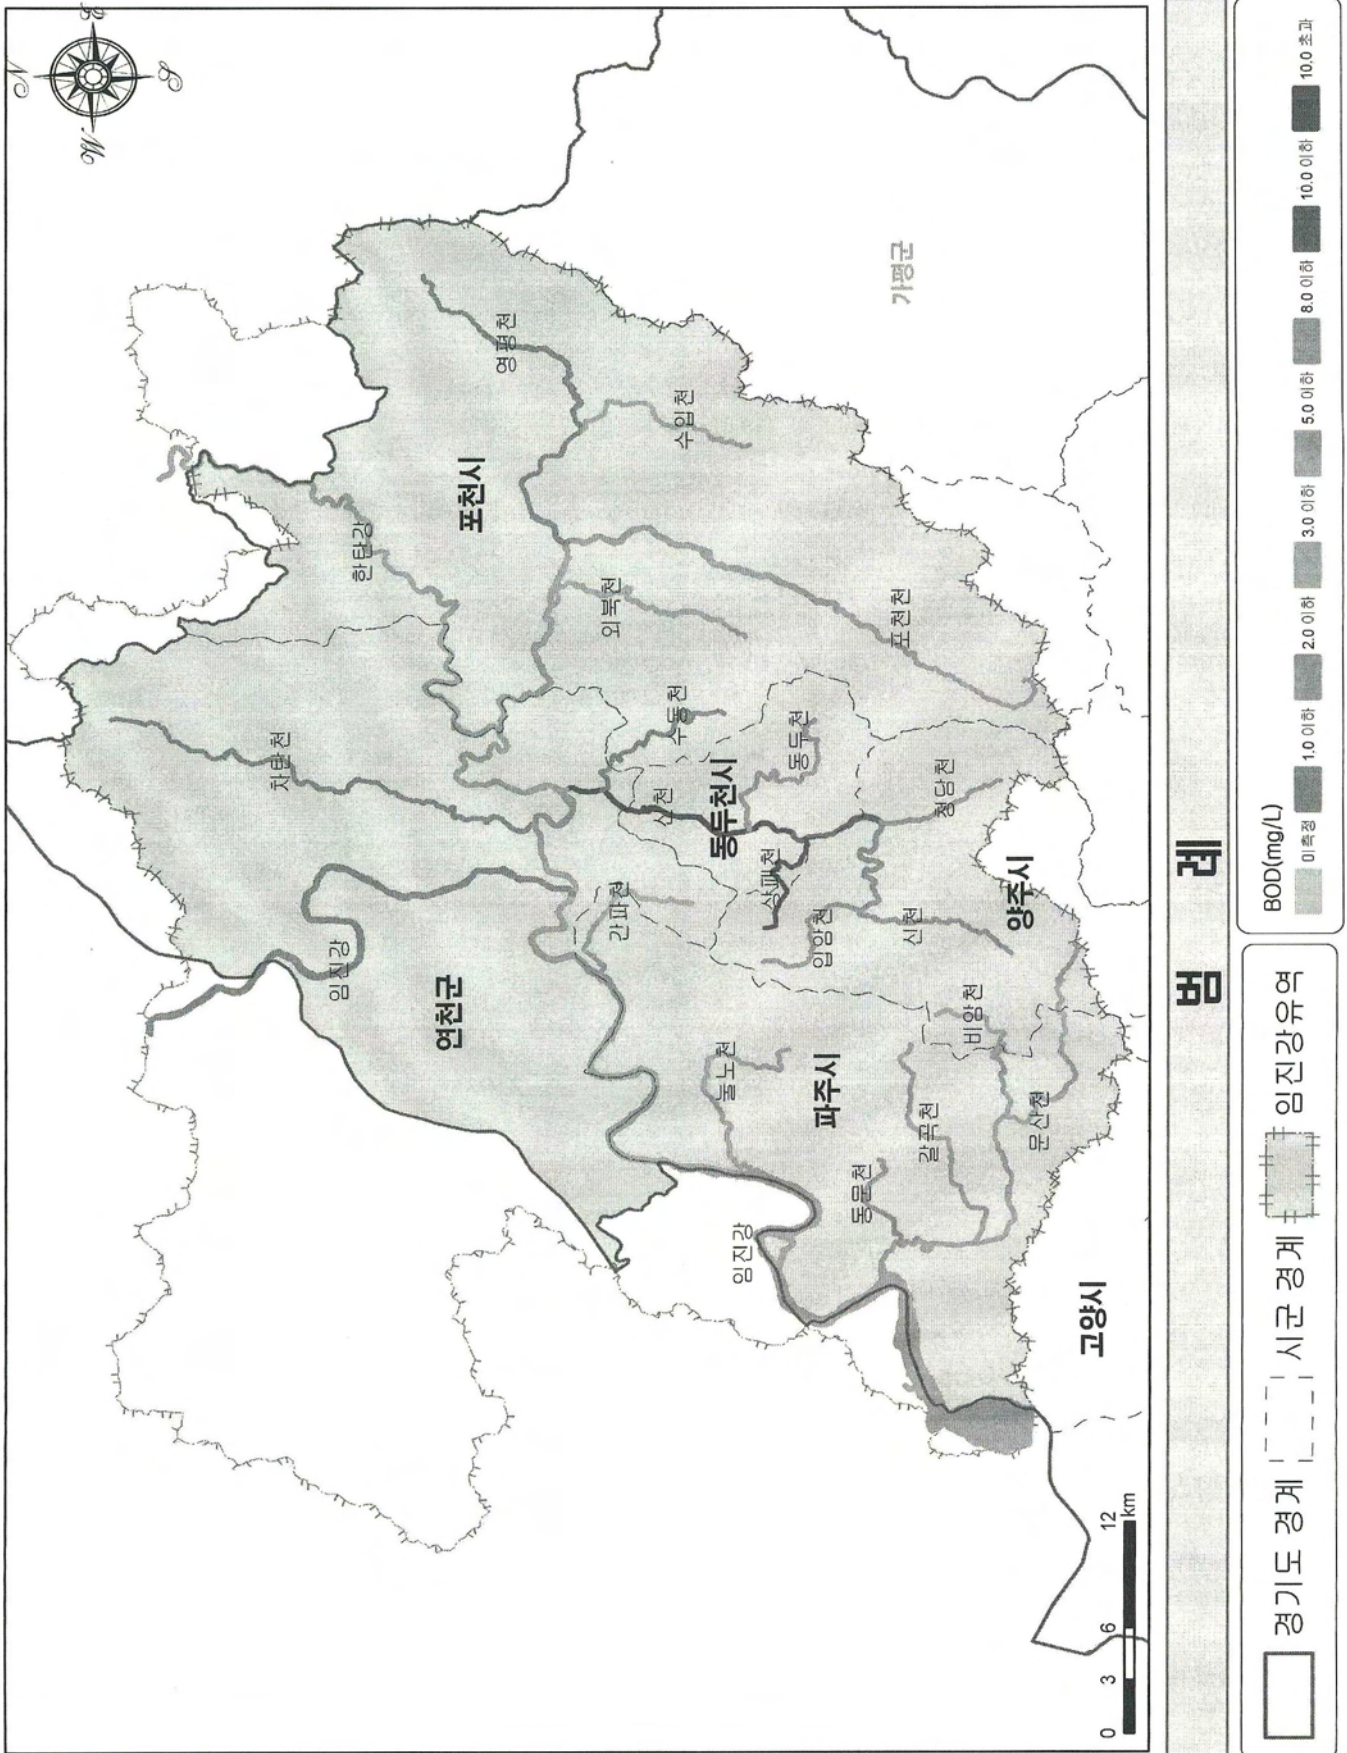 N
E
S
W
영평천
수입천
가평군
포천시
한탄강
외북천
포천천
수동천
차탄천
동두천
신천
동두천시
청담천
상패천
간파천
입암천
신천
양주시
임진강
연천군
비암천
눌노천
파주시
갈곡천
문산천
동문천
임진강
고양시
0 3 6 12
km
범 례
경기도 경계
시군 경계
임진강유역
BOD(mg/L)
미측정
1.0 이하
2.0 이하
3.0 이하
5.0 이하
8.0 이하
10.0 이하
10.0 초과